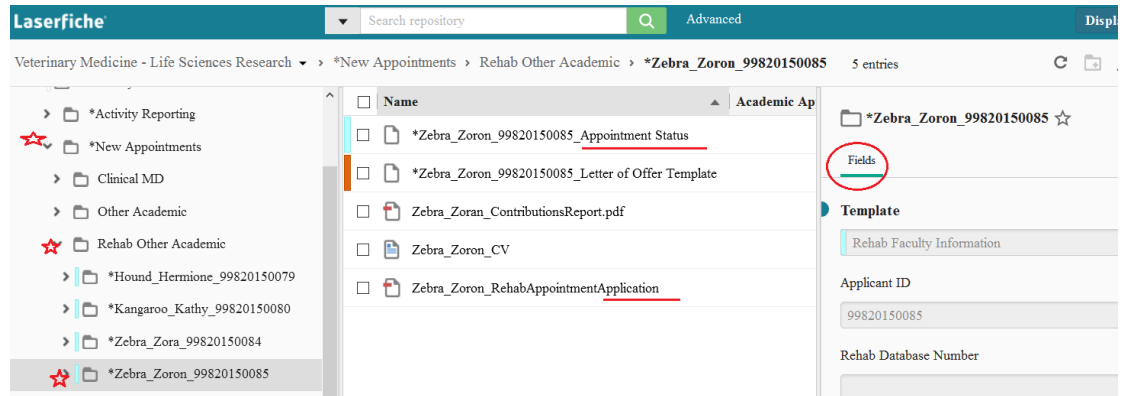 Laserfiche
Search repository
Advanced
Displ
Veterinary Medicine - Life Sciences Research > *New Appointments > Rehab Other Academic > *Zebra_Zoron_99820150085 5 entries
*Activity Reporting
*New Appointments
Clinical MD
Other Academic
Rehab Other Academic
*Hound_Hermione_99820150079
*Kangaroo_Kathy_99820150080
*Zebra_Zora_99820150084
*Zebra_Zoron_99820150085
Name Academic Ap
*Zebra_Zoron_99820150085_Appointment Status
*Zebra_Zoron_99820150085_Letter of Offer Template
Zebra_Zoran_ContributionsReport.pdf
Zebra_Zoron_CV
Zebra_Zoron_RehabAppointmentApplication
*Zebra_Zoron_99820150085
Fields
Template
Rehab Faculty Information
Applicant ID
99820150085
Rehab Database Number